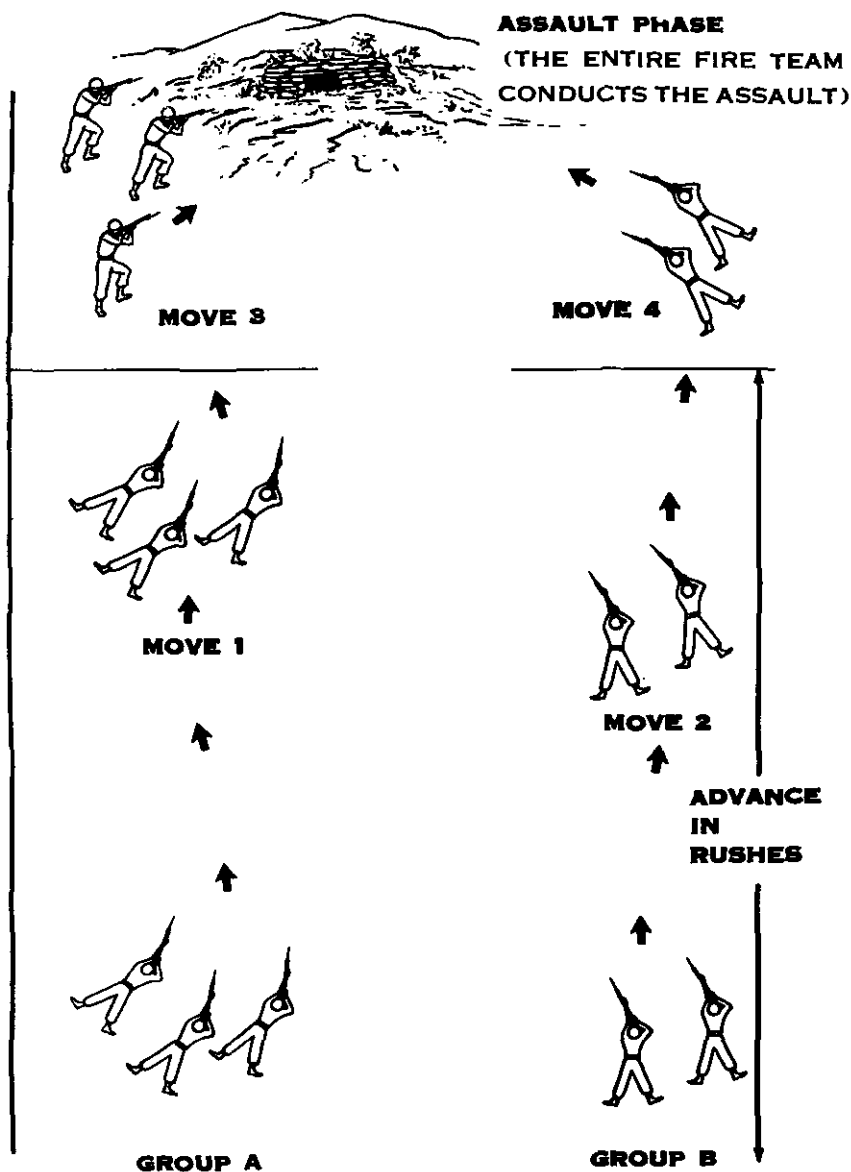 ASSAULT PHASE
(THE ENTIRE FIRE TEAM
CONDUCTS THE ASSAULT)
MOVE 3
MOVE 4
MOVE 1
MOVE 2
ADVANCE
IN
RUSHES
GROUP A
GROUP B